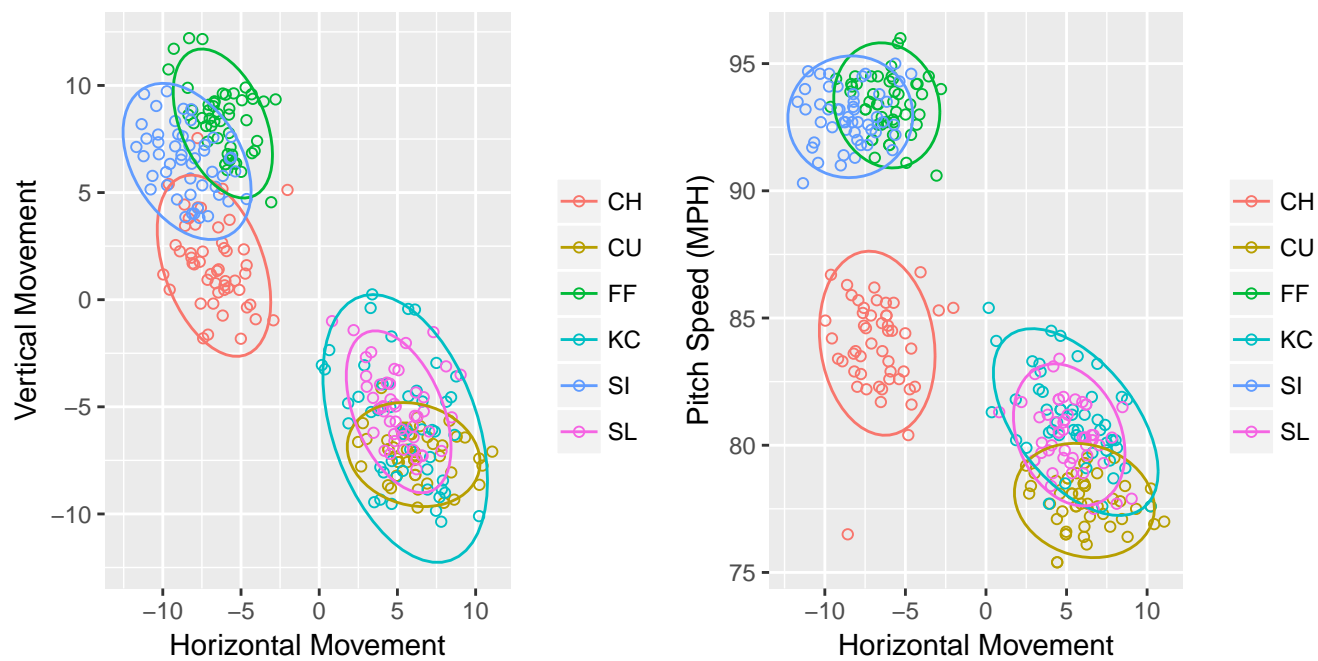 Vertical Movement
10
5
0
−5
−10
−10 −5 0 5 10
Horizontal Movement
CH
CU
FF
KC
SI
SL
Pitch Speed (MPH)
95
90
85
80
75
−10 −5 0 5 10
Horizontal Movement
CH
CU
FF
KC
SI
SL